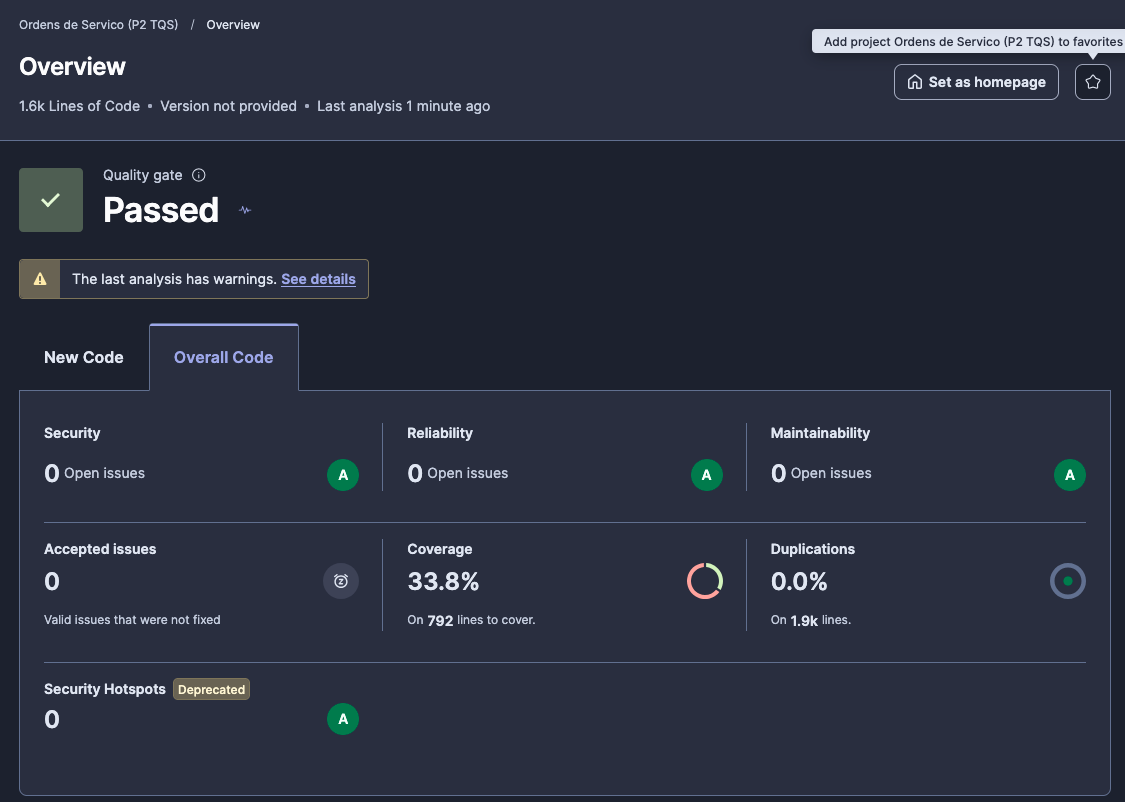 Ordens de Servico (P2 TQS) / Overview
Add project Ordens de Servico (P2 TQS) to favorites
Overview
Set as homepage
1.6k Lines of Code • Version not provided • Last analysis 1 minute ago
Quality gate
Passed
The last analysis has warnings. See details
New Code
Overall Code
Security
0 Open issues
A
Reliability
0 Open issues
A
Maintainability
0 Open issues
A
Accepted issues
0
Valid issues that were not fixed
Coverage
33.8%
On 792 lines to cover.
Duplications
0.0%
On 1.9k lines.
Security Hotspots Deprecated
0
A